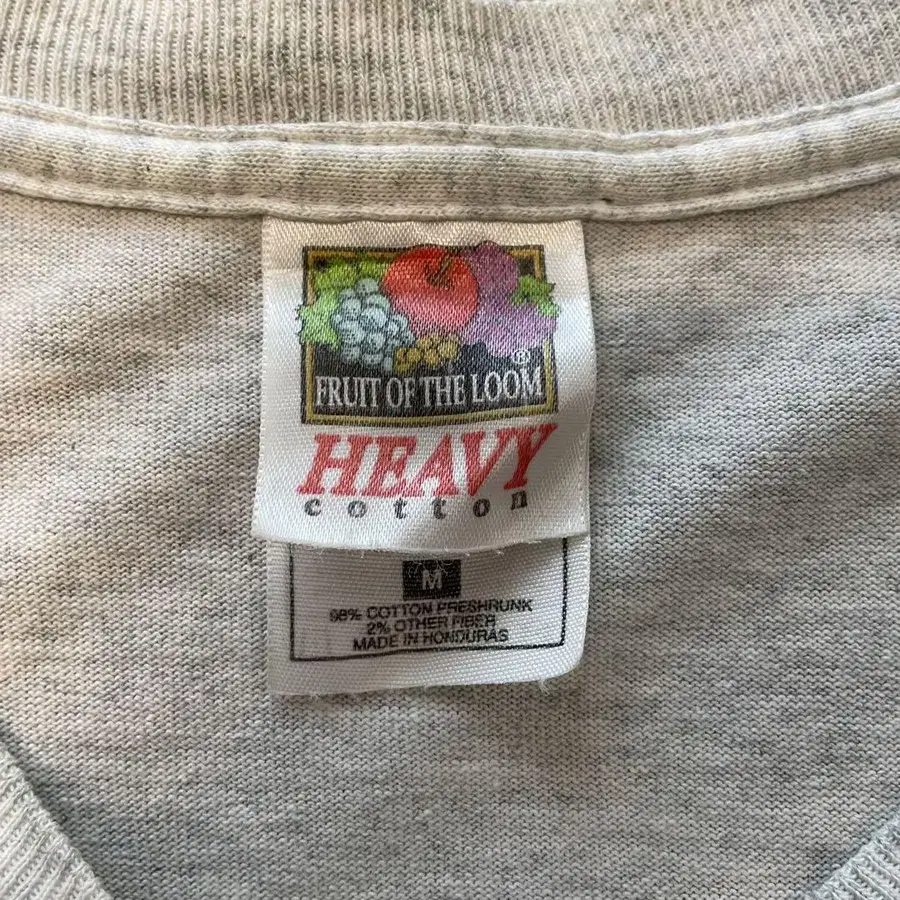 ®
FRUIT OF THE LOOM
HEAVY
cotton
M
98% COTTON PRESHRUNK
2% OTHER FIBER
MADE IN HONDURAS